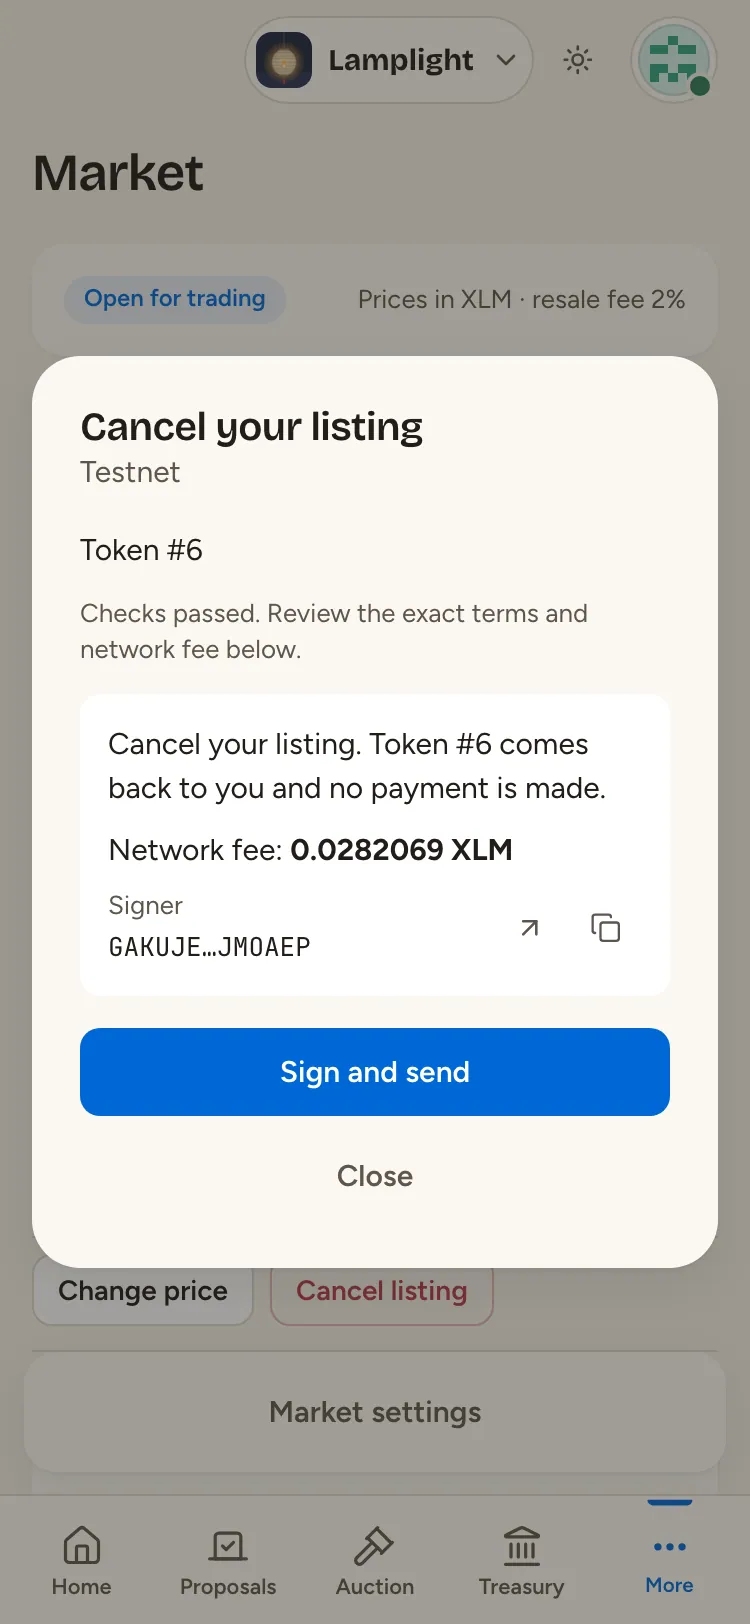 Lamplight
Market
Open for trading
Prices in XLM · resale fee 2%
Cancel your listing
Testnet
Token #6
Checks passed. Review the exact terms and
network fee below.
Cancel your listing. Token #6 comes
back to you and no payment is made.
Network fee: 0.0282069 XLM
Signer
GAKUJE…JMOAEP
Sign and send
Close
Change price
Cancel listing
Market settings
Home
Proposals
Auction
Treasury
More